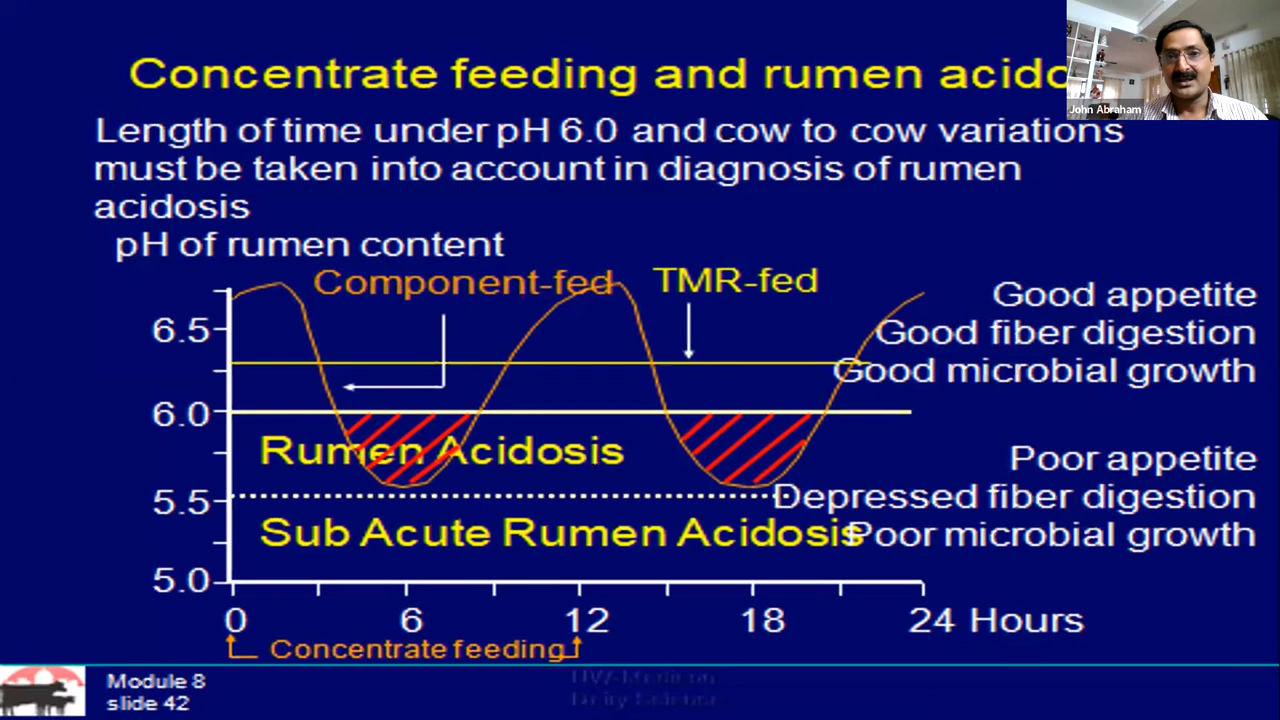 Concentrate feeding and rumen acido
John Abraham
Length of time under pH 6.0 and cow to cow variations
must be taken into account in diagnosis of rumen
acidosis
pH of rumen content
Component-fed
TMR-fed
Good appetite
6.5
Good fiber digestion
Good microbial growth
6.0
Rumen Acidosis
Poor appetite
5.5
Depressed fiber digestion
Sub Acute Rumen Acidosis
Poor microbial growth
5.0
0 6 12 18 24 Hours
Concentrate feeding
Module 8
slide 42
Dairy Science